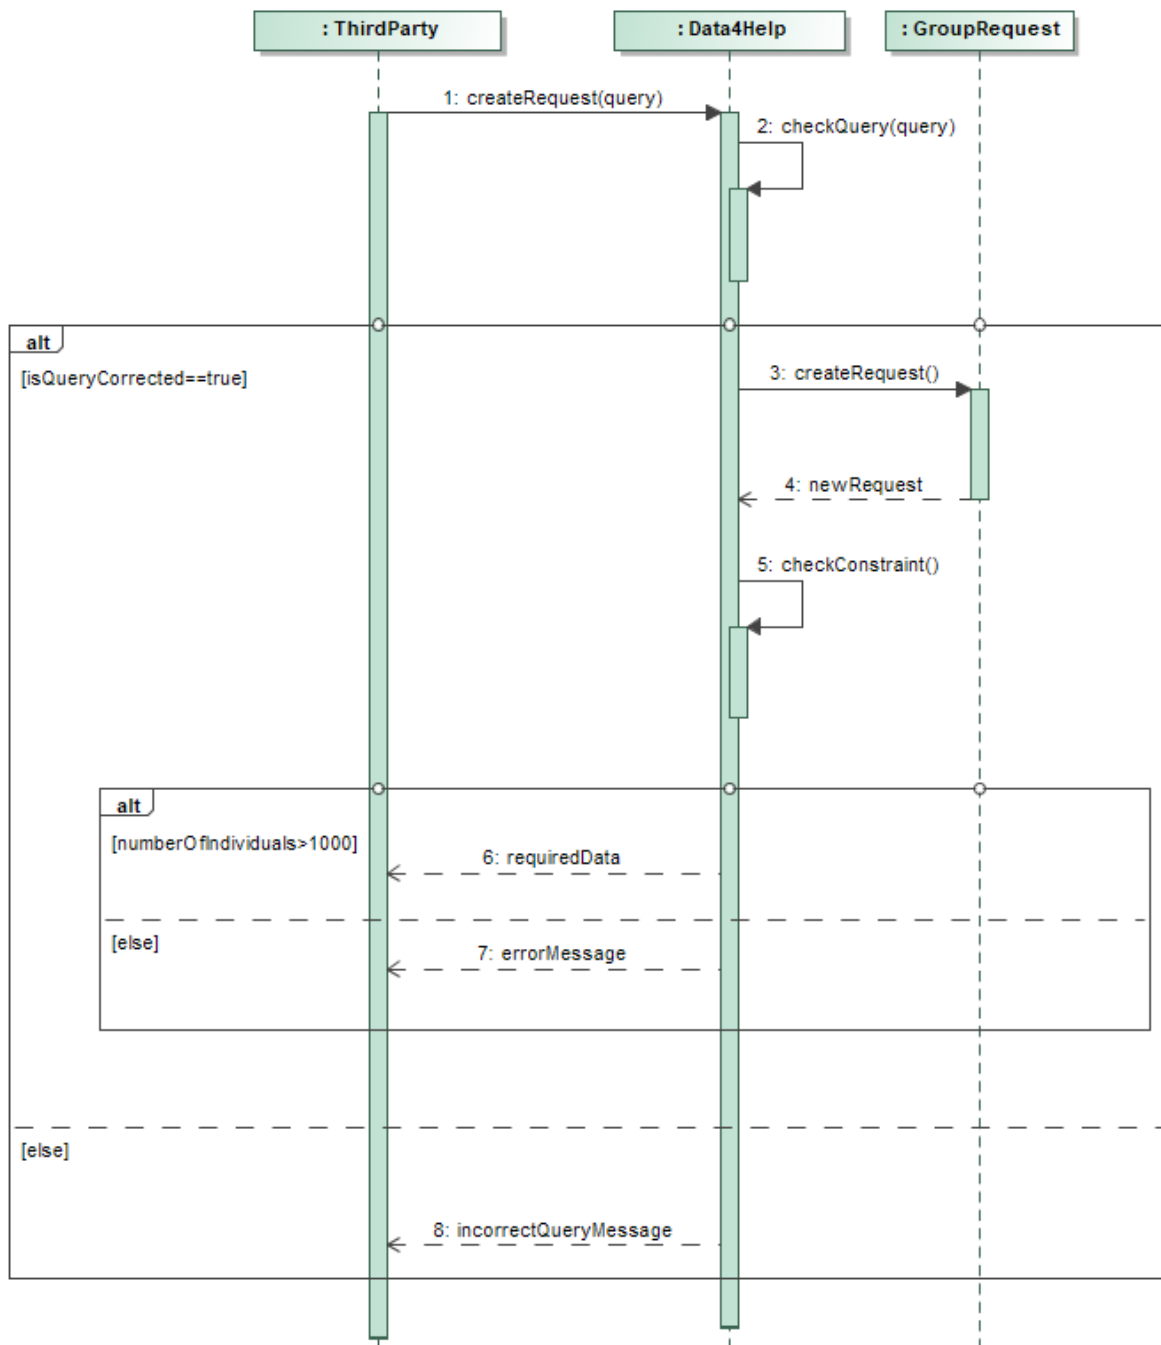 : ThirdParty
: Data4Help
: GroupRequest
1: createRequest(query)
2: checkQuery(query)
alt
[isQueryCorrected==true]
3: createRequest()
4: newRequest
5: checkConstraint()
alt
[numberOfIndividuals>1000]
6: requiredData
[else]
7: errorMessage
[else]
8: incorrectQueryMessage